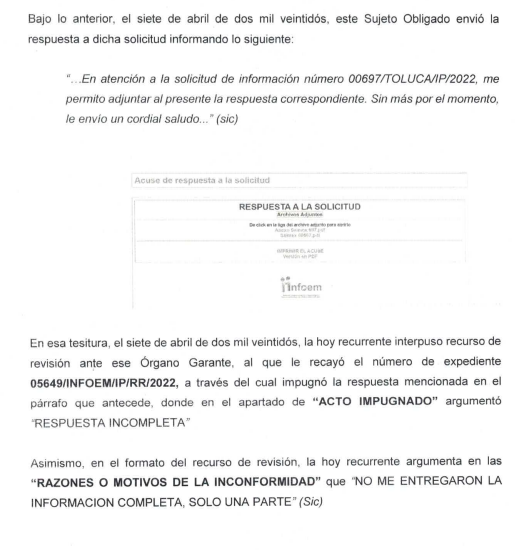 Bajo lo anterior, el siete de abril de dos mil veintidós, este Sujeto Obligado envió la
respuesta a dicha solicitud informando lo siguiente:
"…En atención a la solicitud de información número 00697/TOLUCA/IP/2022, me
permito adjuntar al presente la respuesta correspondiente. Sin más por el momento,
le envío un cordial saludo..." (sic)
Acuse de respuesta a la solicitud
RESPUESTA A LA SOLICITUD
Archivos Adjuntos
De click en la liga del archivo adjunto para abrirlo
IMPRIMIR EL ACUSE
Versión en PDF
infoem
En esa tesitura, el siete de abril de dos mil veintidós, la hoy recurrente interpuso recurso de
revisión ante ese Órgano Garante, al que le recayó el número de expediente
05649/INFOEM/IP/RR/2022, a través del cual impugnó la respuesta mencionada en el
párrafo que antecede, donde en el apartado de "ACTO IMPUGNADO" argumentó
"RESPUESTA INCOMPLETA"
Asimismo, en el formato del recurso de revisión, la hoy recurrente argumenta en las
"RAZONES O MOTIVOS DE LA INCONFORMIDAD" que "NO ME ENTREGARON LA
INFORMACION COMPLETA, SOLO UNA PARTE" (Sic)